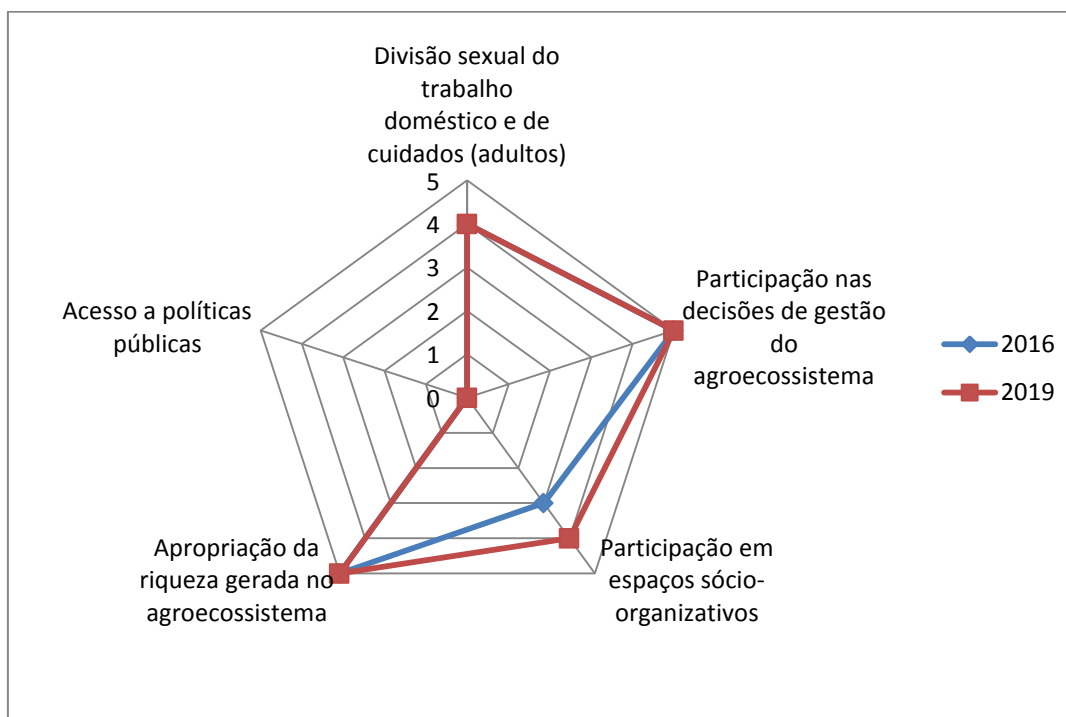 Divisão sexual do
trabalho
doméstico e de
cuidados (adultos)
5
4
3
2
1
0
Participação nas
decisões de gestão
do
agroecossistema
Participação em
espaços sócio-
organizativos
Apropriação da
riqueza gerada no
agroecossistema
Acesso a políticas
públicas
2016
2019